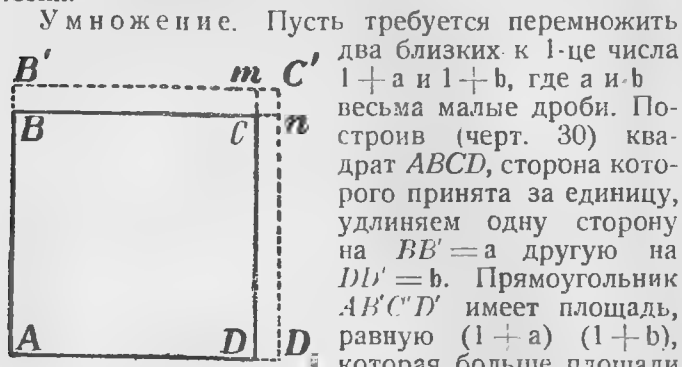 Умножение. Пусть требуется перемножить
два близких к 1-це числа
1+a и 1+b, где a и b
весьма малые дроби. По-
строив (черт. 30) ква-
драт ABCD, сторона кото-
рого принята за единицу,
удлиняем одну сторону
на BB′=a другую на
DD′=b. Прямоугольник
AB′C′D′ имеет площадь,
равную (1+a) (1+b),
которая больше площади
B′ m C′
B C n
A D D